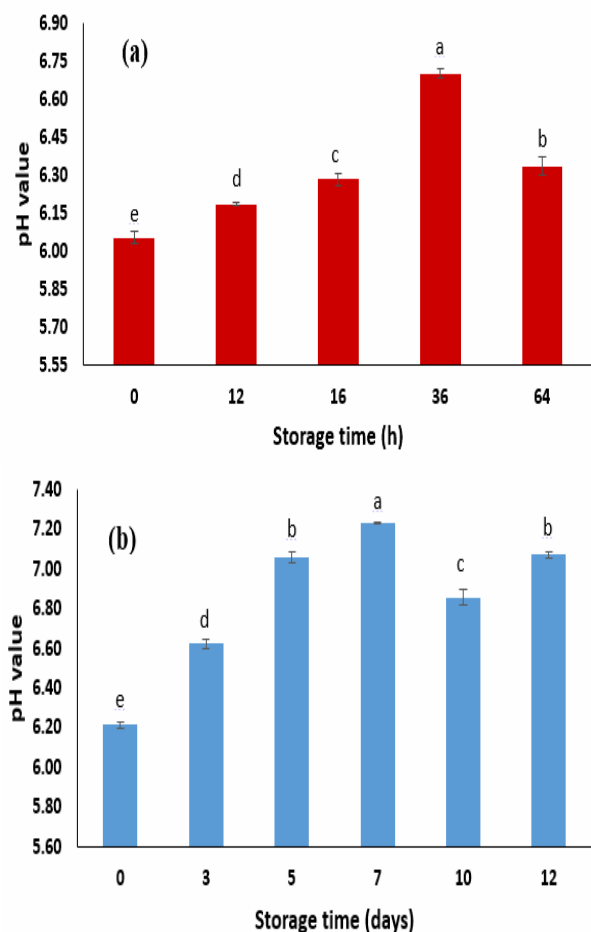 (a)
pH value
6.90
6.75
6.60
6.45
6.30
6.15
6.00
5.85
5.70
5.55
e
d
c
a
b
0 12 16 36 64
Storage time (h)
(b)
pH value
7.40
7.20
7.00
6.80
6.60
6.40
6.20
6.00
5.80
5.60
e
d
b
a
c
b
0 3 5 7 10 12
Storage time (days)